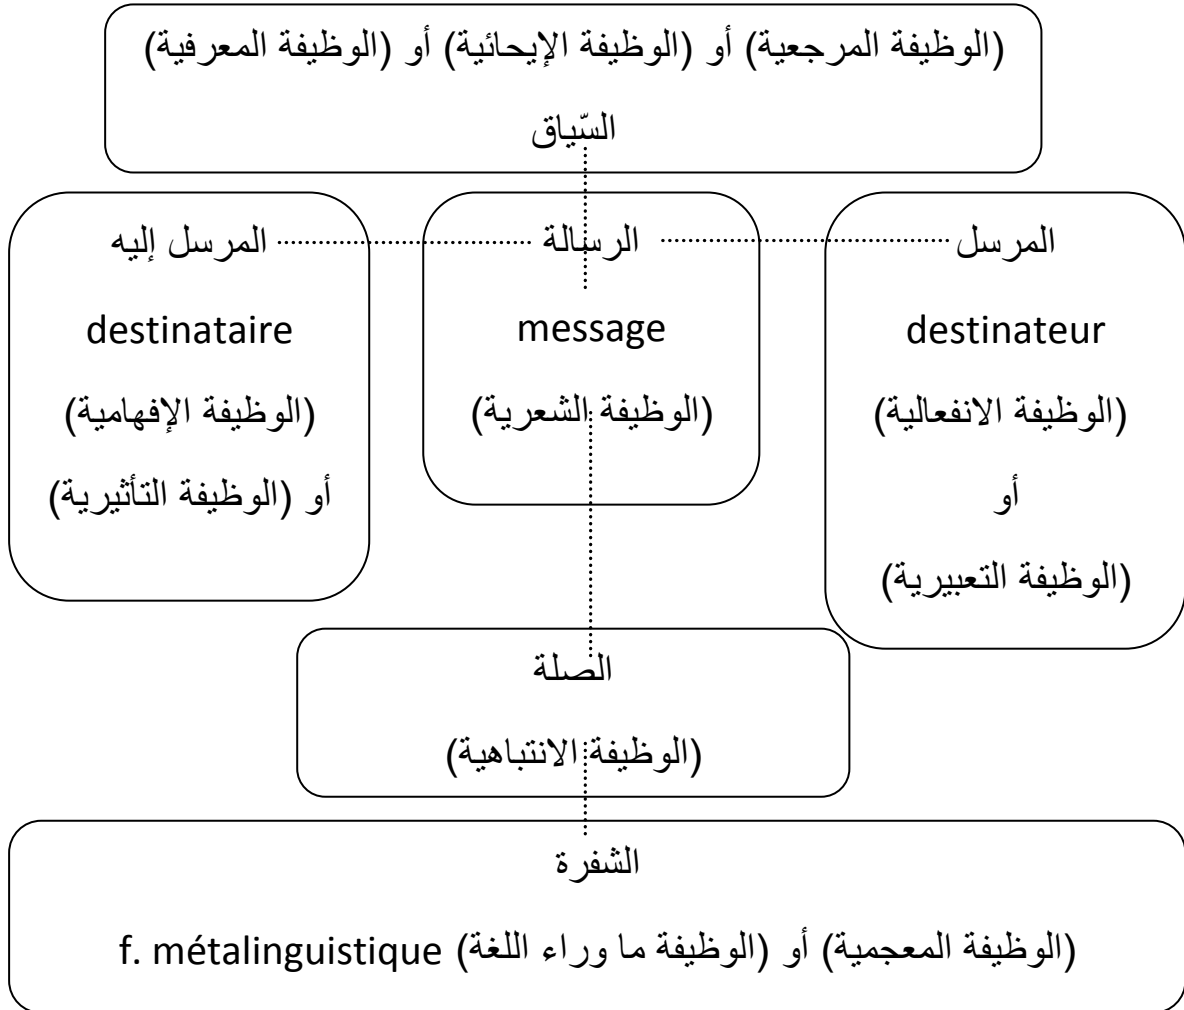 (الوظيفة المرجعية) أو (الوظيفة الإيحائية) أو (الوظيفة المعرفية)
السّياق
المرسل
destinateur
(الوظيفة الانفعالية)
أو
(الوظيفة التعبيرية)
الرسالة
message
(الوظيفة الشعرية)
المرسل إليه
destinataire
(الوظيفة الإفهامية)
أو (الوظيفة التأثيرية)
الصلة
(الوظيفة الانتباهية)
الشفرة
(الوظيفة المعجمية) أو (الوظيفة ما وراء اللغة) f. métalinguistique